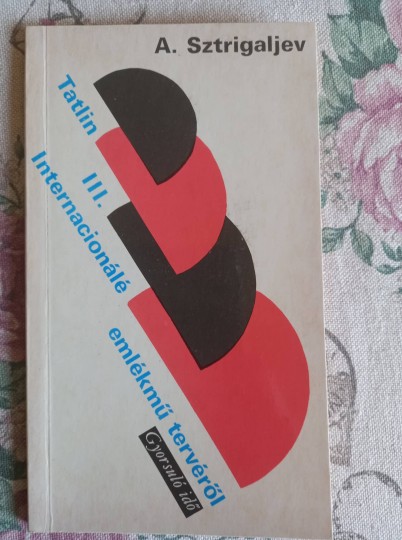 A. Sztrigaljev
Tatlin III.
Internacionálé
emlékmű tervéről
Gyorsuló idő